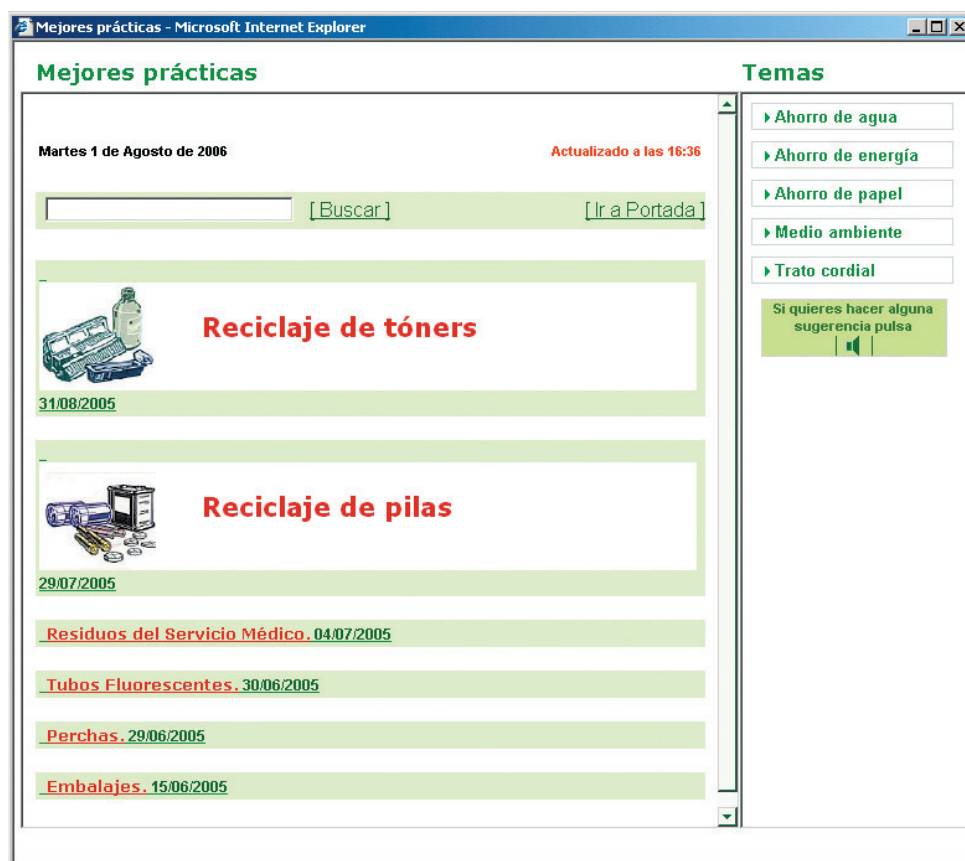 Mejores prácticas - Microsoft Internet Explorer
Mejores prácticas
Martes 1 de Agosto de 2006
Actualizado a las 16:36
[ Buscar ]
[ Ir a Portada ]
Reciclaje de tóners
31/08/2005
Reciclaje de pilas
29/07/2005
Residuos del Servicio Médico. 04/07/2005
Tubos Fluorescentes. 30/06/2005
Perchas. 29/06/2005
Embalajes. 15/06/2005
Temas
Ahorro de agua
Ahorro de energía
Ahorro de papel
Medio ambiente
Trato cordial
Si quieres hacer alguna
sugerencia pulsa